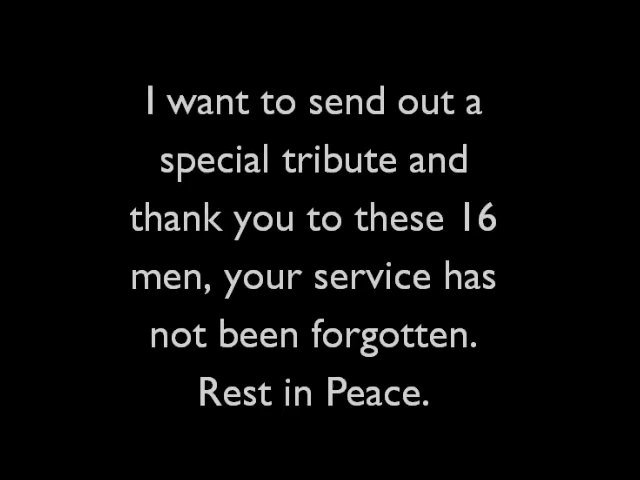 I want to send out a
special tribute and
thank you to these 16
men, your service has
not been forgotten.
Rest in Peace.